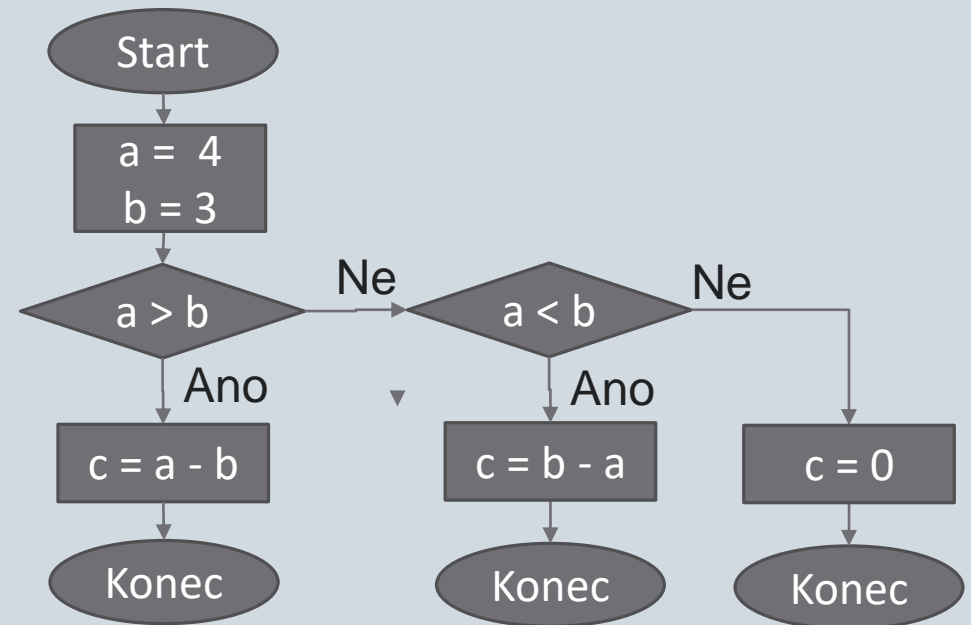 Start
a = 4
b = 3
a > b
Ne
a < b
Ne
Ano
Ano
c = a - b
c = b - a
c = 0
Konec
Konec
Konec